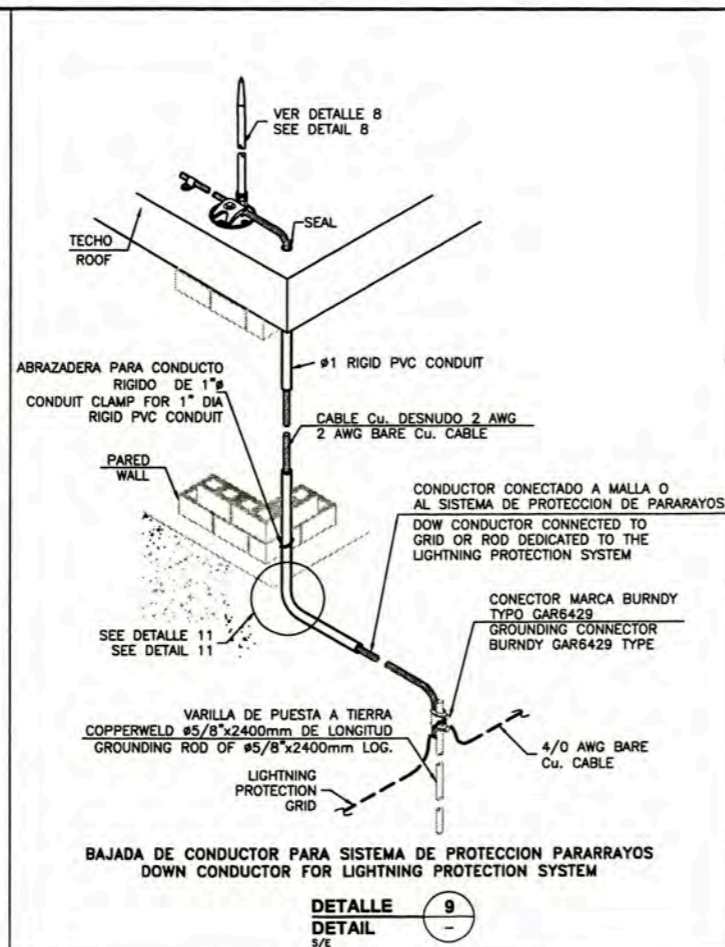 VER DETALLE 8
SEE DETAIL 8
SEAL
TECHO
ROOF
ABRAZADERA PARA CONDUCTO
RIGIDO DE 1"ø
CONDUIT CLAMP FOR 1" DIA
RIGID PVC CONDUIT
ø1 RIGID PVC CONDUIT
CABLE Cu. DESNUDO 2 AWG
2 AWG BARE Cu. CABLE
PARED
WALL
CONDUCTOR CONECTADO A MALLA O
AL SISTEMA DE PROTECCION DE PARARAYOS
DOW CONDUCTOR CONNECTED TO
GRID OR ROD DEDICATED TO THE
LIGHTNING PROTECTION SYSTEM
CONECTOR MARCA BURNDY
TYPO GAR6429
GROUNDING CONNECTOR
BURNDY GAR6429 TYPE
SEE DETALLE 11
SEE DETAIL 11
VARILLA DE PUESTA A TIERRA
COPPERWELD ø5/8"x2400mm DE LONGITUD
GROUNDING ROD OF ø5/8"x2400mm LOG.
4/0 AWG BARE
Cu. CABLE
LIGHTNING
PROTECTION
GRID
BAJADA DE CONDUCTOR PARA SISTEMA DE PROTECCION PARARRAYOS
DOWN CONDUCTOR FOR LIGHTNING PROTECTION SYSTEM
DETALLE 9
DETAIL -
S/E